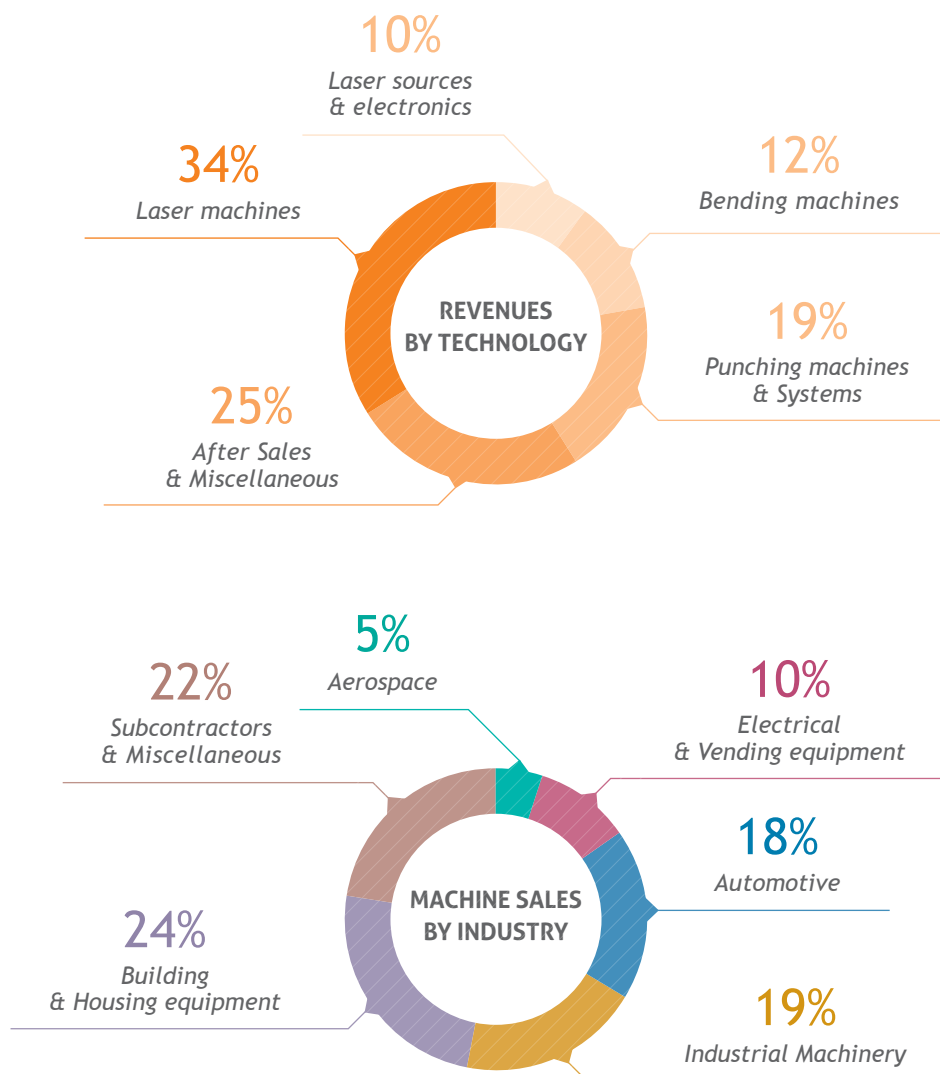 10%
Laser sources
& electronics
34%
Laser machines
12%
Bending machines
REVENUES
BY TECHNOLOGY
19%
Punching machines
& Systems
25%
After Sales
& Miscellaneous
5%
Aerospace
22%
Subcontractors
& Miscellaneous
10%
Electrical
& Vending equipment
18%
Automotive
MACHINE SALES
BY INDUSTRY
24%
Building
& Housing equipment
19%
Industrial Machinery